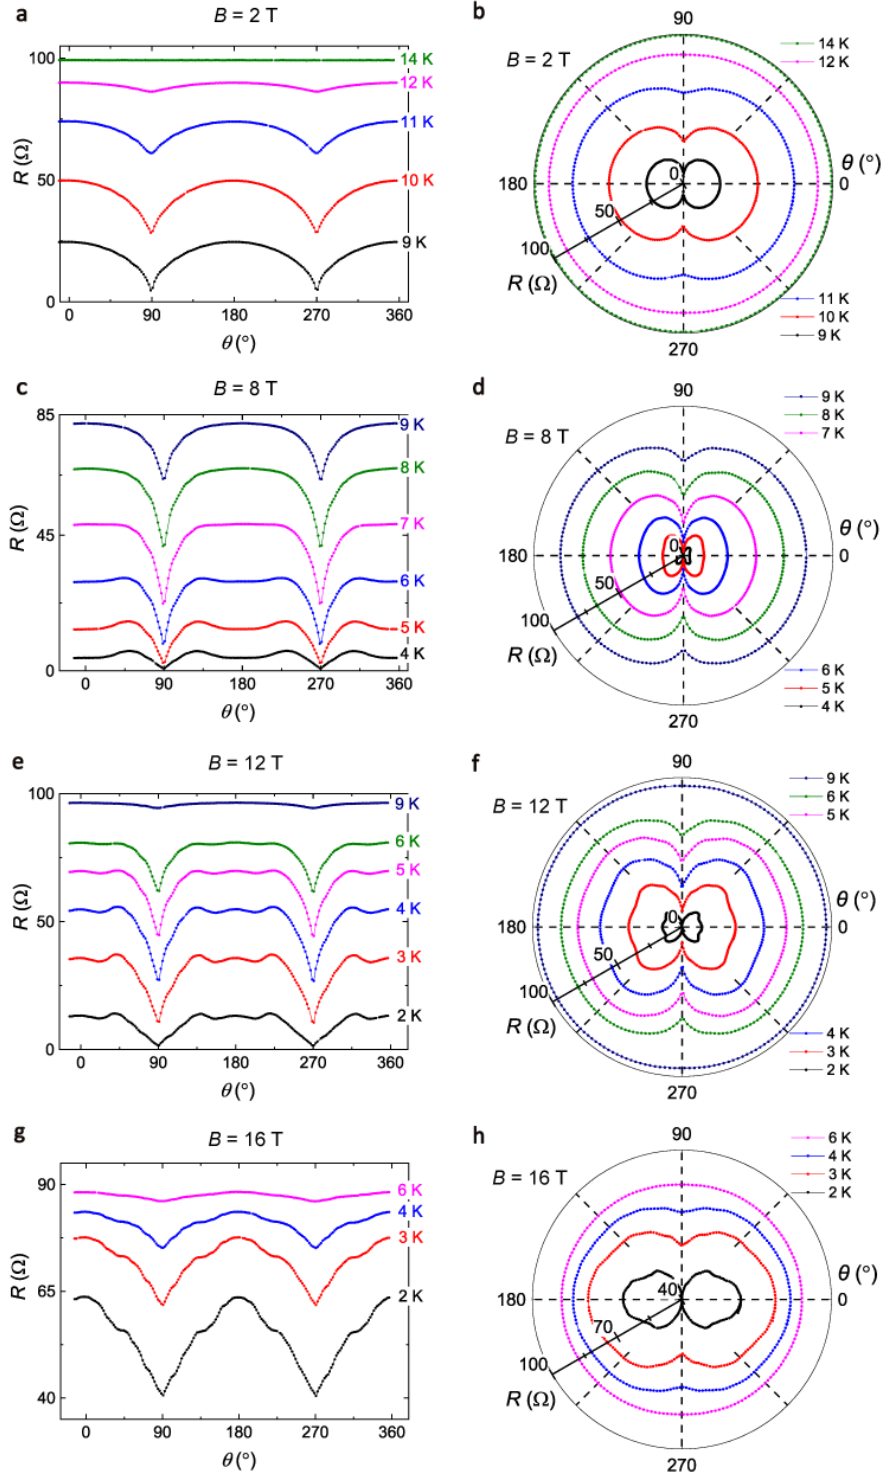 a
B = 2 T
100
50
0
R (Ω)
14 K
12 K
11 K
10 K
9 K
0
90
180
270
360
θ (°)
b
B = 2 T
90
14 K
12 K
180
0
θ (°)
0
50
100
R (Ω)
270
11 K
10 K
9 K
c
B = 8 T
85
45
0
R (Ω)
9 K
8 K
7 K
6 K
5 K
4 K
0
90
180
270
360
θ (°)
d
B = 8 T
90
9 K
8 K
7 K
180
0
θ (°)
0
50
100
R (Ω)
270
6 K
5 K
4 K
e
B = 12 T
100
50
0
R (Ω)
9 K
6 K
5 K
4 K
3 K
2 K
0
90
180
270
360
θ (°)
f
B = 12 T
90
9 K
6 K
5 K
180
0
θ (°)
0
50
100
R (Ω)
270
4 K
3 K
2 K
g
B = 16 T
90
65
40
R (Ω)
6 K
4 K
3 K
2 K
0
90
180
270
360
θ (°)
h
B = 16 T
90
6 K
4 K
3 K
2 K
180
θ (°)
0
40
70
100
R (Ω)
270